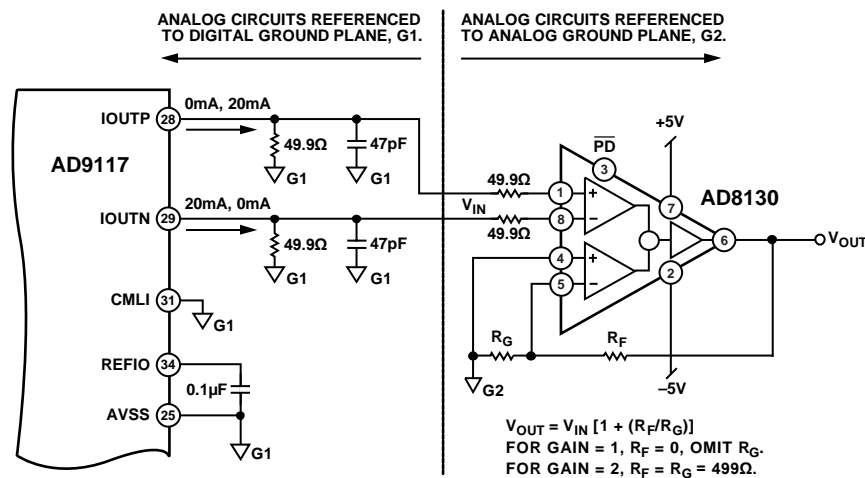 ANALOG CIRCUITS REFERENCED
TO DIGITAL GROUND PLANE, G1.
ANALOG CIRCUITS REFERENCED
TO ANALOG GROUND PLANE, G2.
AD9117
IOUTP
28
0mA, 20mA
49.9Ω
G1
47pF
G1
IOUTN
29
20mA, 0mA
49.9Ω
G1
47pF
G1
CMLI
31
G1
REFIO
34
0.1µF
AVSS
25
G1
VIN
49.9Ω
49.9Ω
1
8
4
5
+
–
+
–
PD
3
+5V
7
AD8130
6
VOUT
2
–5V
RG
RF
G2
VOUT = VIN [1 + (RF/RG)]
FOR GAIN = 1, RF = 0, OMIT RG.
FOR GAIN = 2, RF = RG = 499Ω.